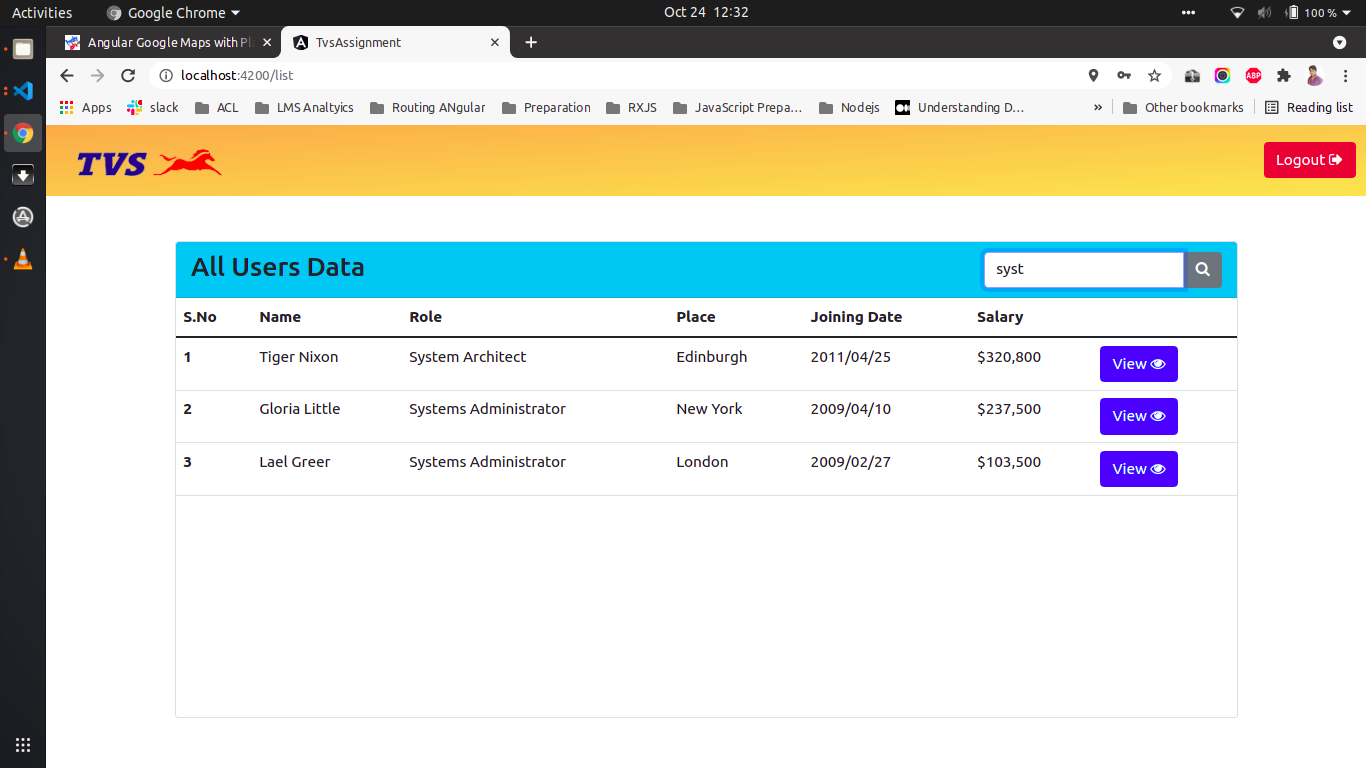 Activities Google Chrome Oct 24 12:32 100 %
Angular Google Maps with Pl TvsAssignment
localhost:4200/list ABP
Apps slack ACL LMS Analtyics Routing ANgular Preparation RXJS JavaScript Prepa… Nodejs Understanding D… » Other bookmarks Reading list
TVS Logout
All Users Data syst
S.No Name Role Place Joining Date Salary
1 Tiger Nixon System Architect Edinburgh 2011/04/25 $320,800 View
2 Gloria Little Systems Administrator New York 2009/04/10 $237,500 View
3 Lael Greer Systems Administrator London 2009/02/27 $103,500 View